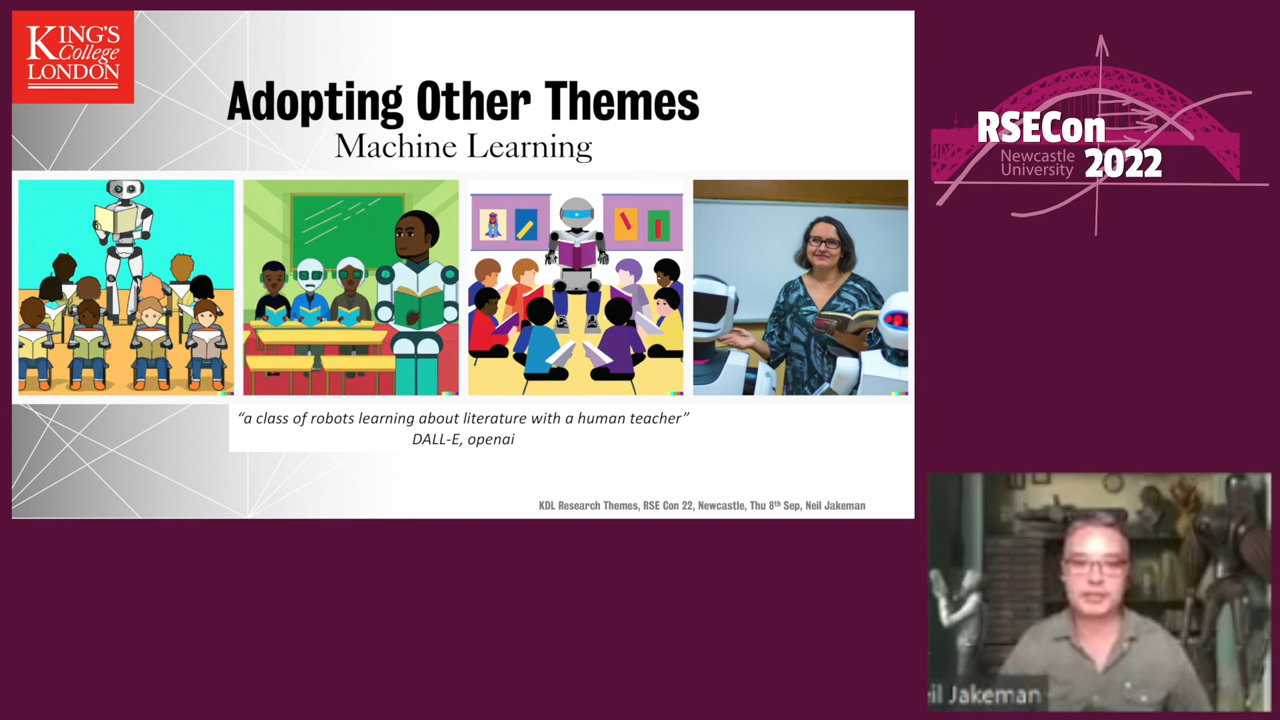 KING'S
College
LONDON
Adopting Other Themes
Machine Learning
“a class of robots learning about literature with a human teacher”
DALL-E, openai
KDL Research Themes, RSE Con 22, Newcastle, Thu 8th Sep, Neil Jakeman
RSECon
Newcastle
University
2022
eil Jakeman